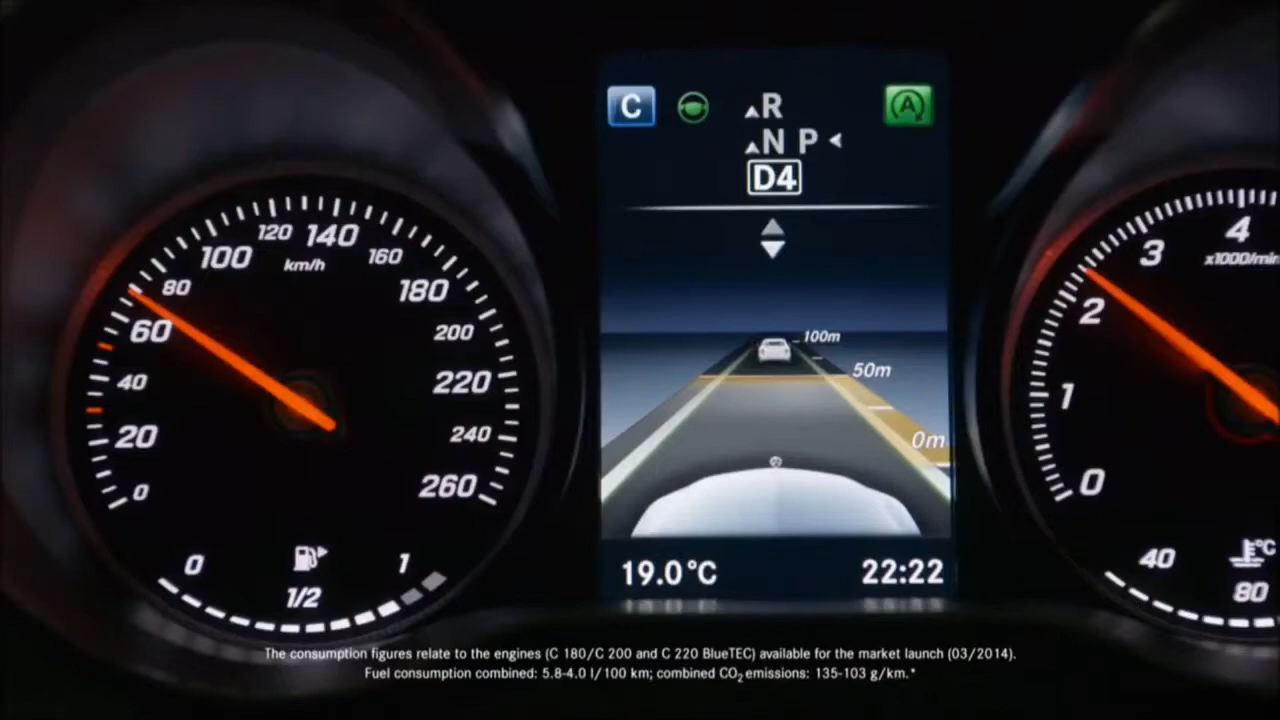 0
20
40
60
80
100
120
140
160
180
200
220
240
260
km/h
0
1/2
1
C
A
R
N P
D4
100m
50m
0m
19.0°C
22:22
0
1
2
3
4
x1000/min
40
80
°C
The consumption figures relate to the engines (C 180/C 200 and C 220 BlueTEC) available for the market launch (03/2014).
Fuel consumption combined: 5.8-4.0 l/100 km; combined CO₂ emissions: 135-103 g/km.*